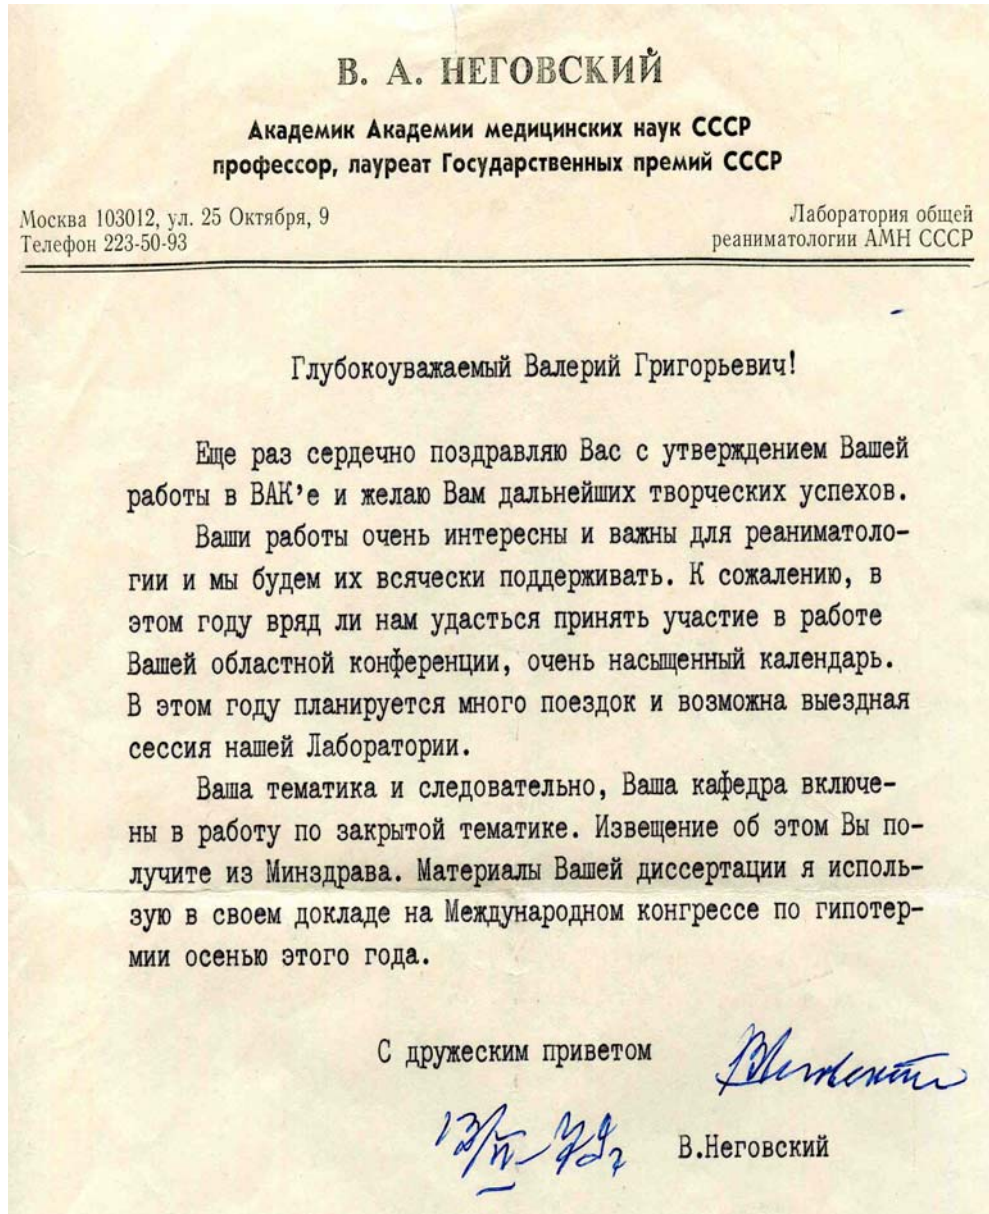 В. А. НЕГОВСКИЙ
Академик Академии медицинских наук СССР
профессор, лауреат Государственных премий СССР
Москва 103012, ул. 25 Октября, 9
Телефон 223-50-93
Лаборатория общей
реаниматологии АМН СССР
Глубокоуважаемый Валерий Григорьевич!
Еще раз сердечно поздравляю Вас с утверждением Вашей
работы в ВАК'е и желаю Вам дальнейших творческих успехов.
Ваши работы очень интересны и важны для реаниматоло-
гии и мы будем их всячески поддерживать. К сожалению, в
этом году вряд ли нам удасться принять участие в работе
Вашей областной конференции, очень насыщенный календарь.
В этом году планируется много поездок и возможна выездная
сессия нашей Лаборатории.
Ваша тематика и следовательно, Ваша кафедра включе-
ны в работу по закрытой тематике. Извещение об этом Вы по-
лучите из Минздрава. Материалы Вашей диссертации я исполь-
зую в своем докладе на Международном конгрессе по гипотер-
мии осенью этого года.
С дружеским приветом
В.Неговский